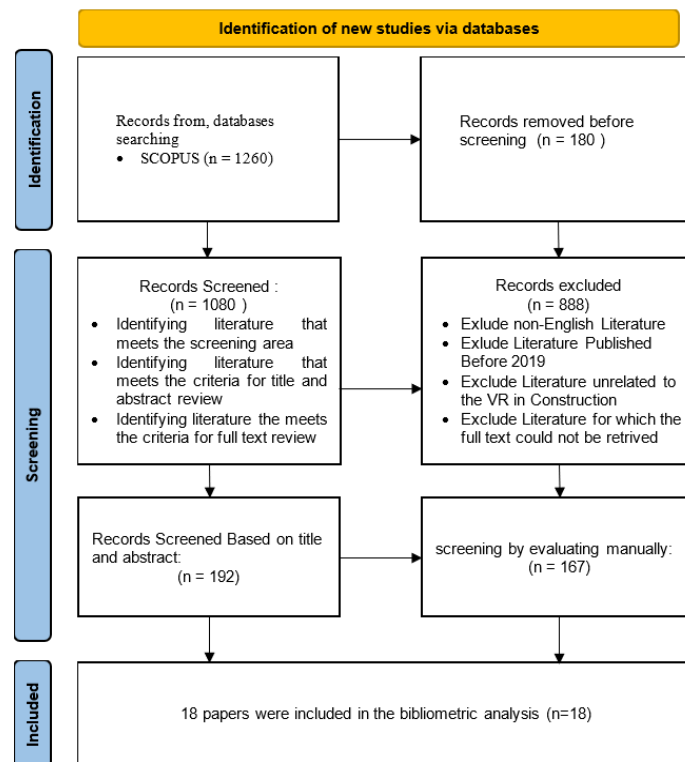 Identification of new studies via databases
Identification
Records from, databases
searching
• SCOPUS (n = 1260)
Records removed before
screening (n = 180 )
Screening
Records Screened :
(n = 1080 )
• Identifying literature that
meets the screening area
• Identifying literature that
meets the criteria for title and
abstract review
• Identifying literature the meets
the criteria for full text review
Records excluded
(n = 888)
• Exlude non-English Literature
• Exlude Literature Published
Before 2019
• Exclude Literature unrelated to
the VR in Construction
• Exclude Literature for which the
full text could not be retrived
Records Screened Based on title
and abstract:
(n = 192)
screening by evaluating manually:
(n = 167)
Included
18 papers were included in the bibliometric analysis (n=18)